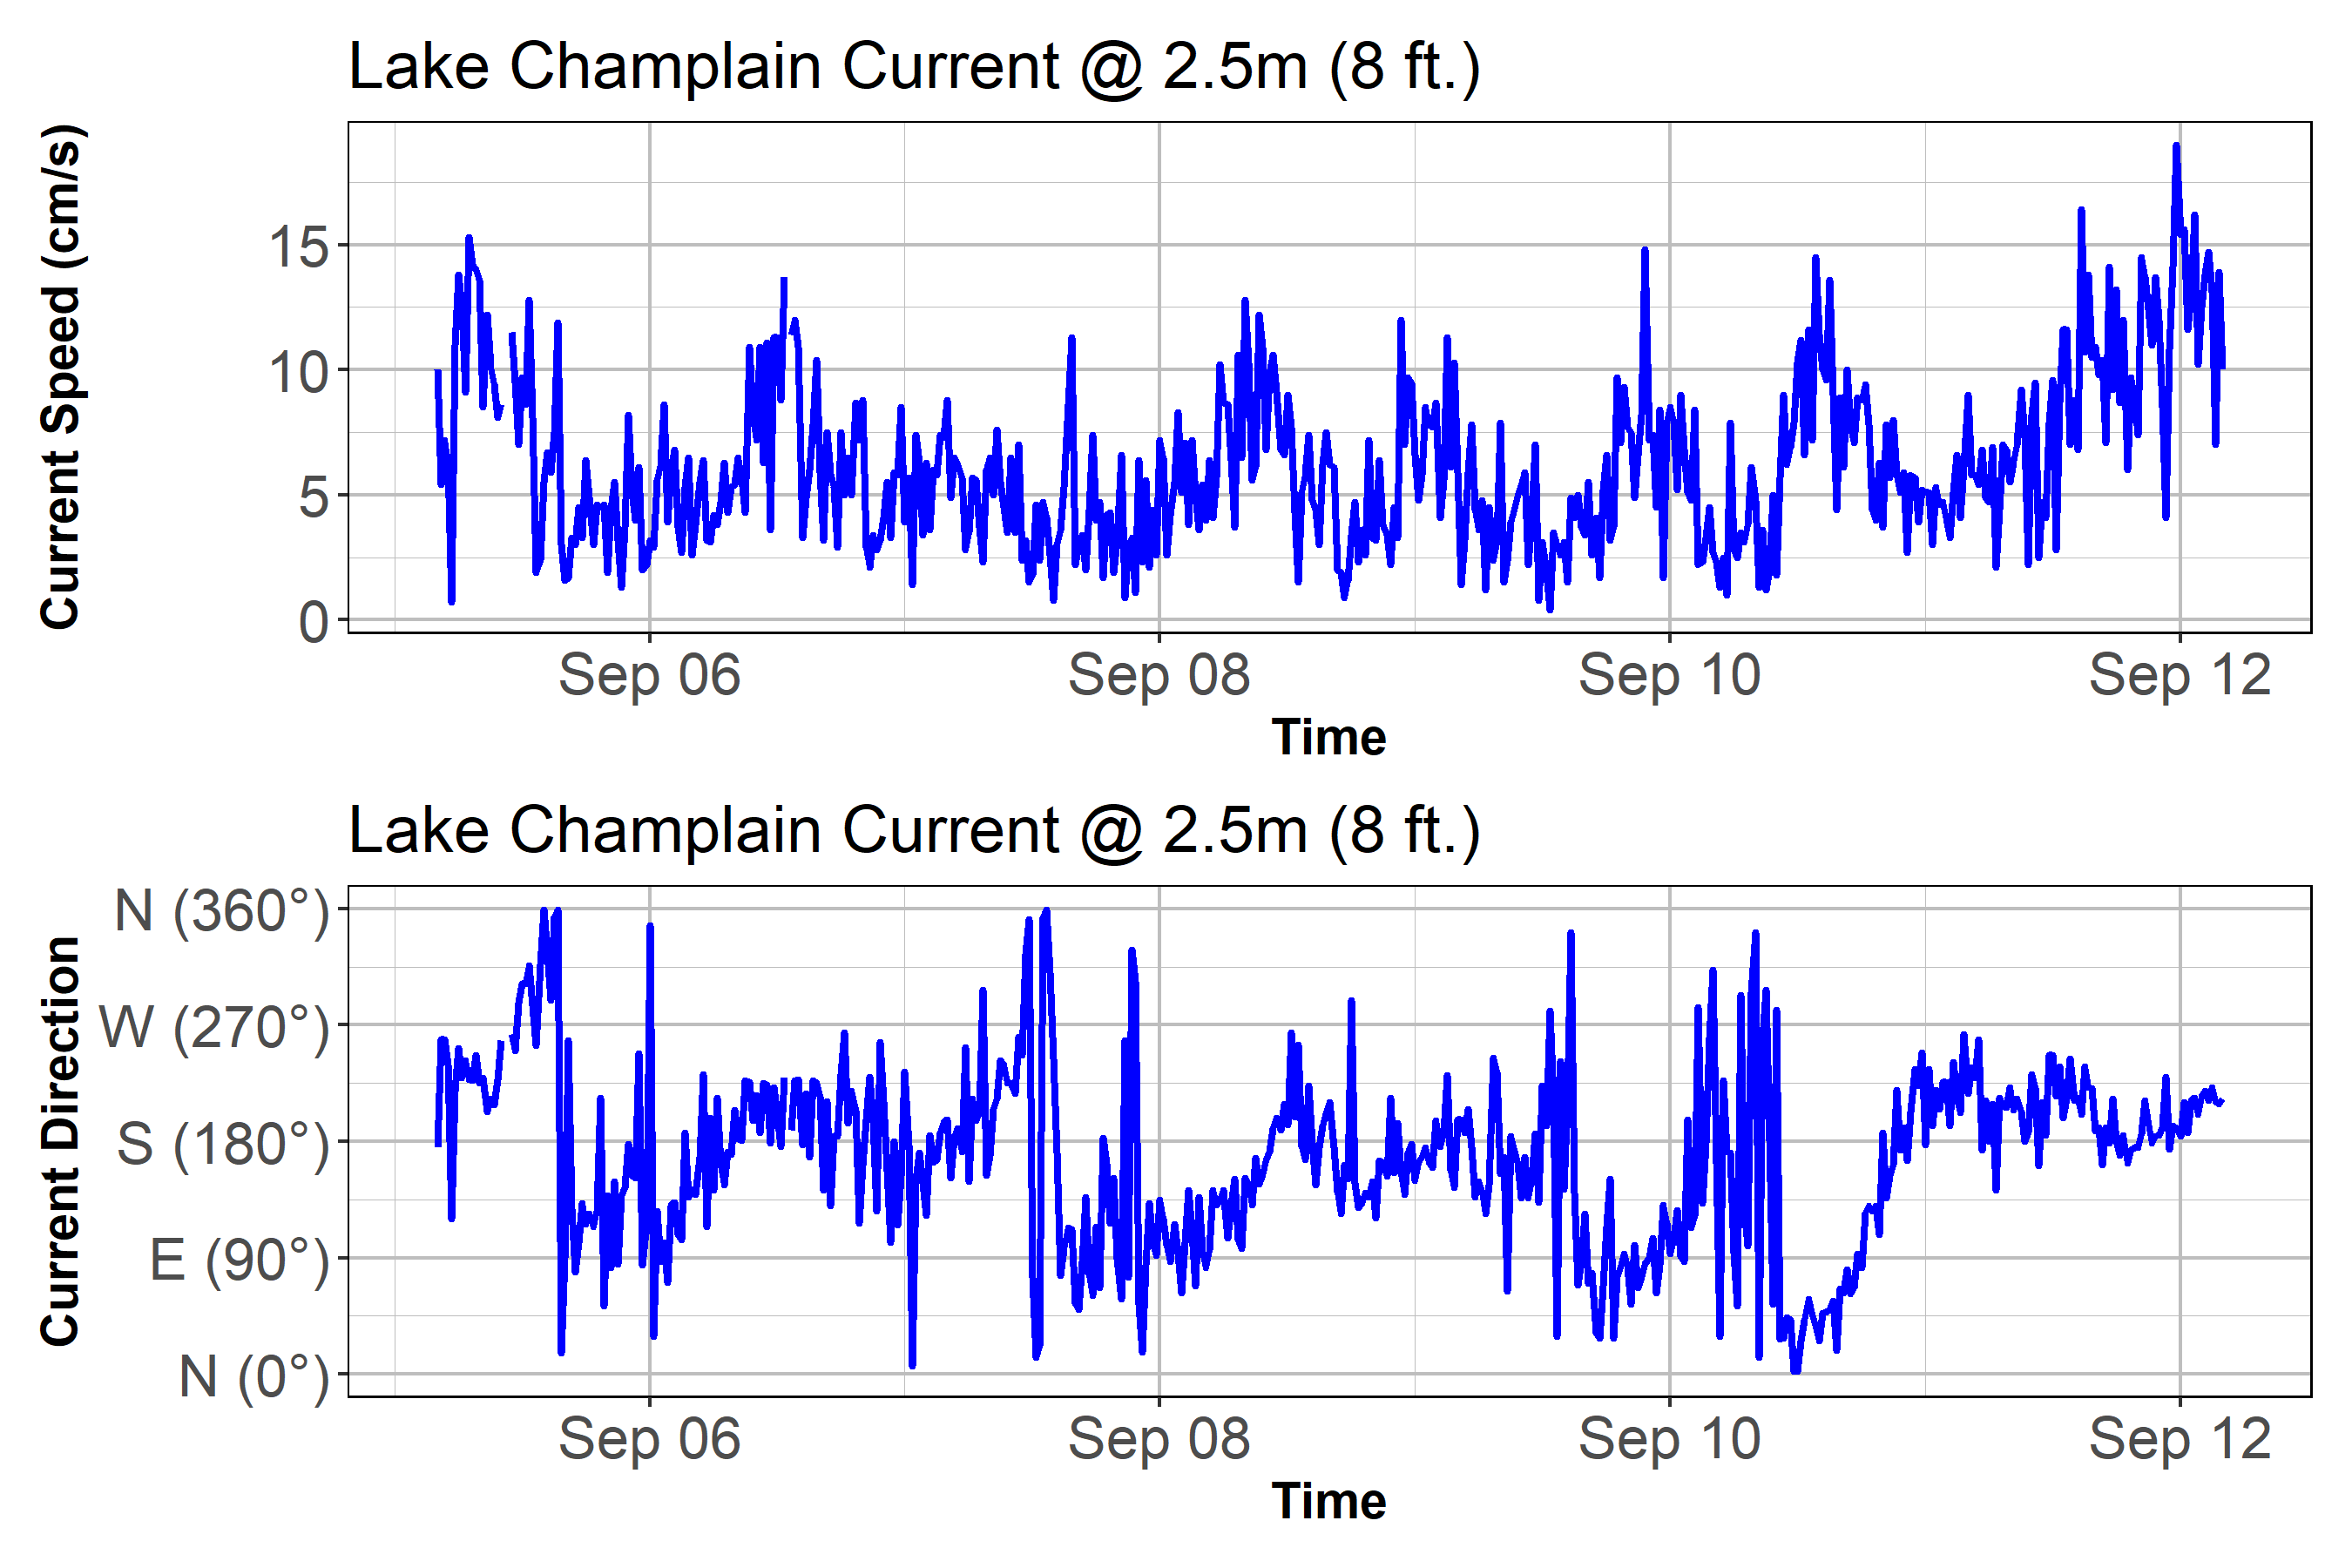 Lake Champlain Current @ 2.5m (8 ft.)
Current Speed (cm/s)
15
10
5
0
Sep 06 Sep 08 Sep 10 Sep 12
Time
Lake Champlain Current @ 2.5m (8 ft.)
Current Direction
N (360°)
W (270°)
S (180°)
E (90°)
N (0°)
Sep 06 Sep 08 Sep 10 Sep 12
Time